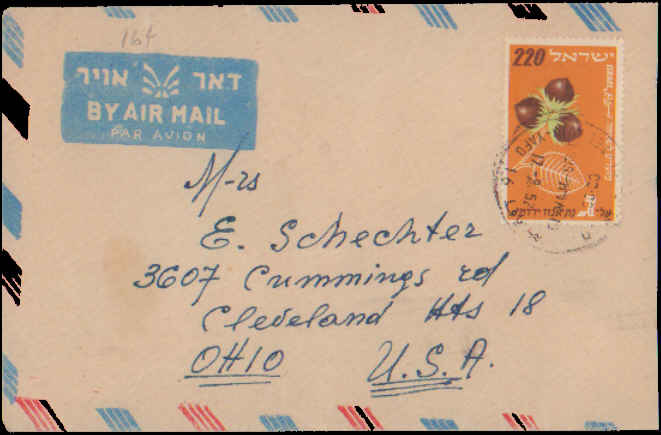 164
דאר אויר
BY AIR MAIL
PAR AVION
220 ישראל
M-rs
E. Schechter
3607 Cummings rd
Cleveland Hts 18
OHIO U.S.A.